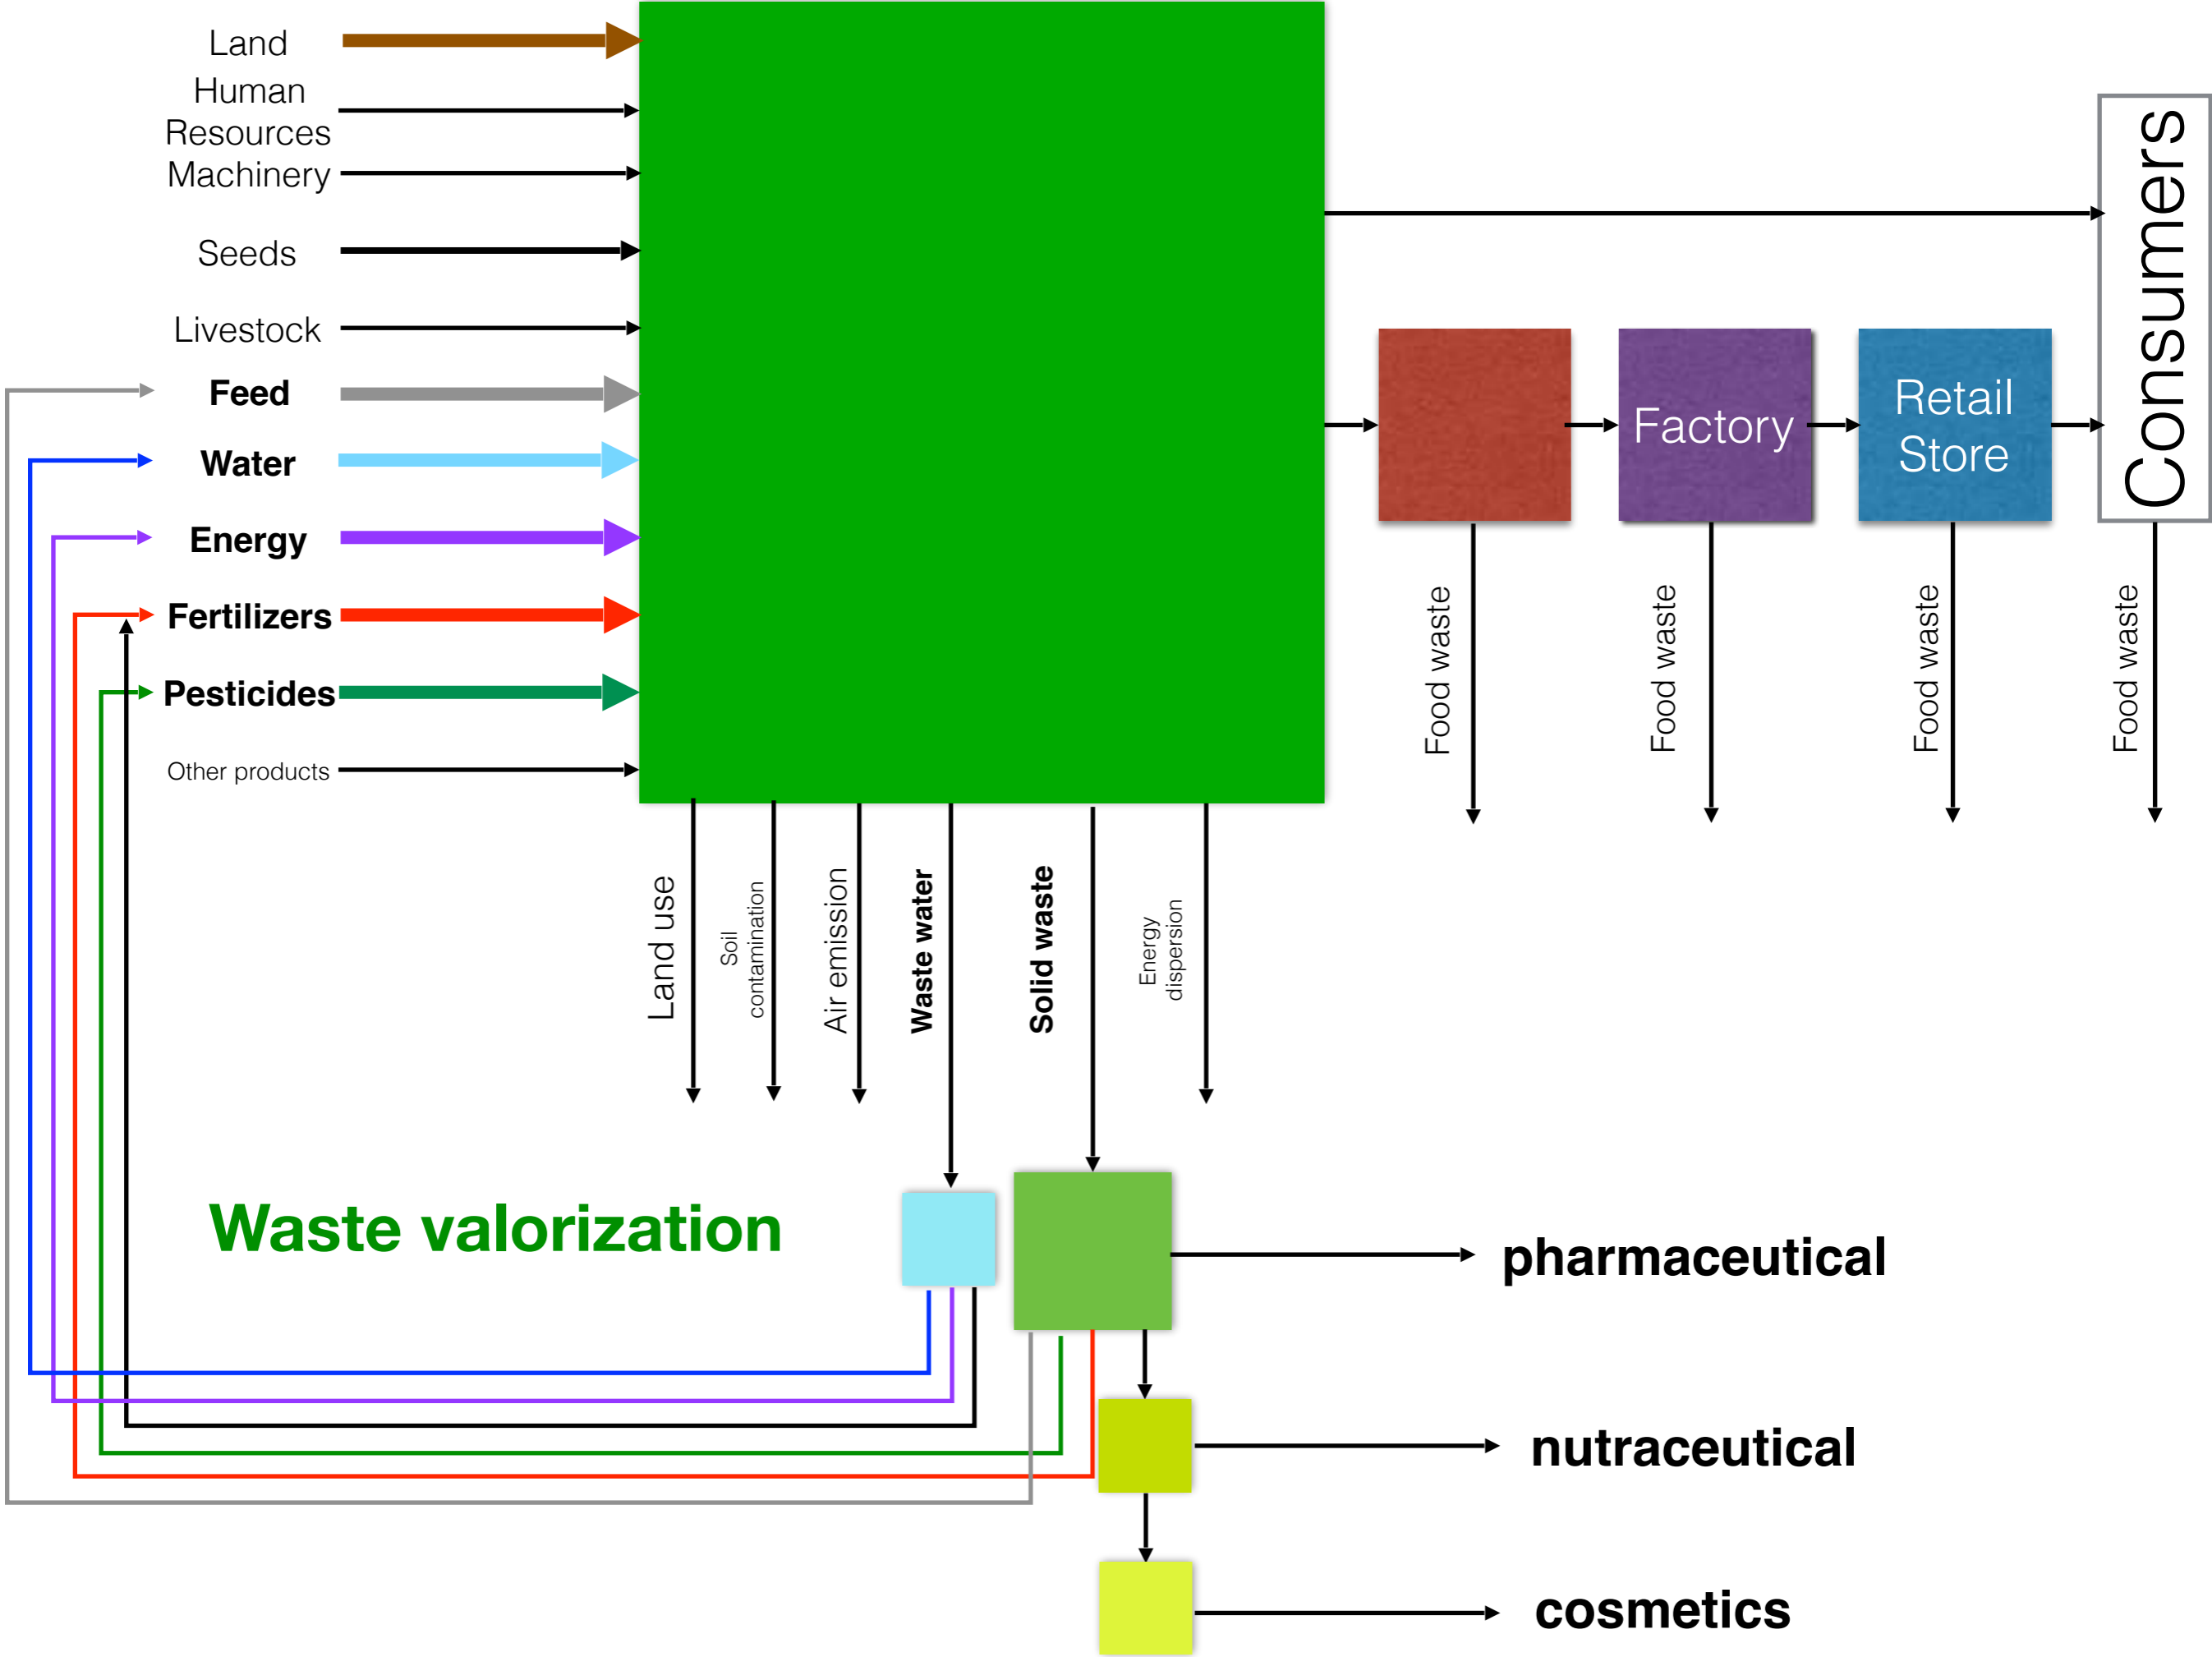 Land
Human
Resources
Machinery
Seeds
Livestock
Feed
Water
Energy
Fertilizers
Pesticides
Other products
Consumers
Factory
Retail
Store
Food waste
Food waste
Food waste
Food waste
Land use
Soil
contamination
Air emission
Waste water
Solid waste
Energy
dispersion
Waste valorization
pharmaceutical
nutraceutical
cosmetics